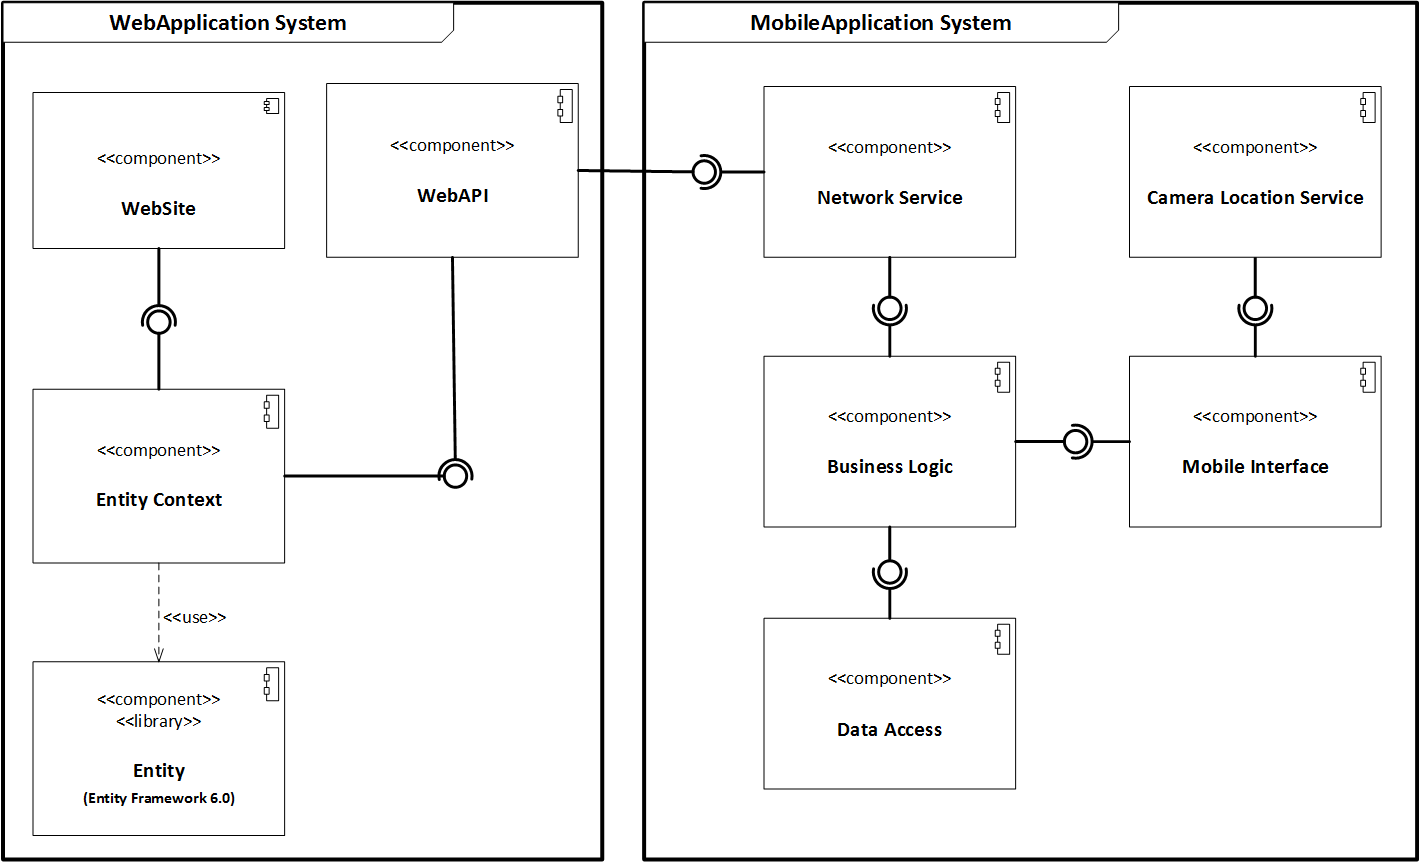 WebApplication System
<<component>>
WebSite
<<component>>
WebAPI
<<component>>
Entity Context
<<use>>
<<component>>
<<library>>
Entity
(Entity Framework 6.0)
MobileApplication System
<<component>>
Network Service
<<component>>
Camera Location Service
<<component>>
Business Logic
<<component>>
Mobile Interface
<<component>>
Data Access